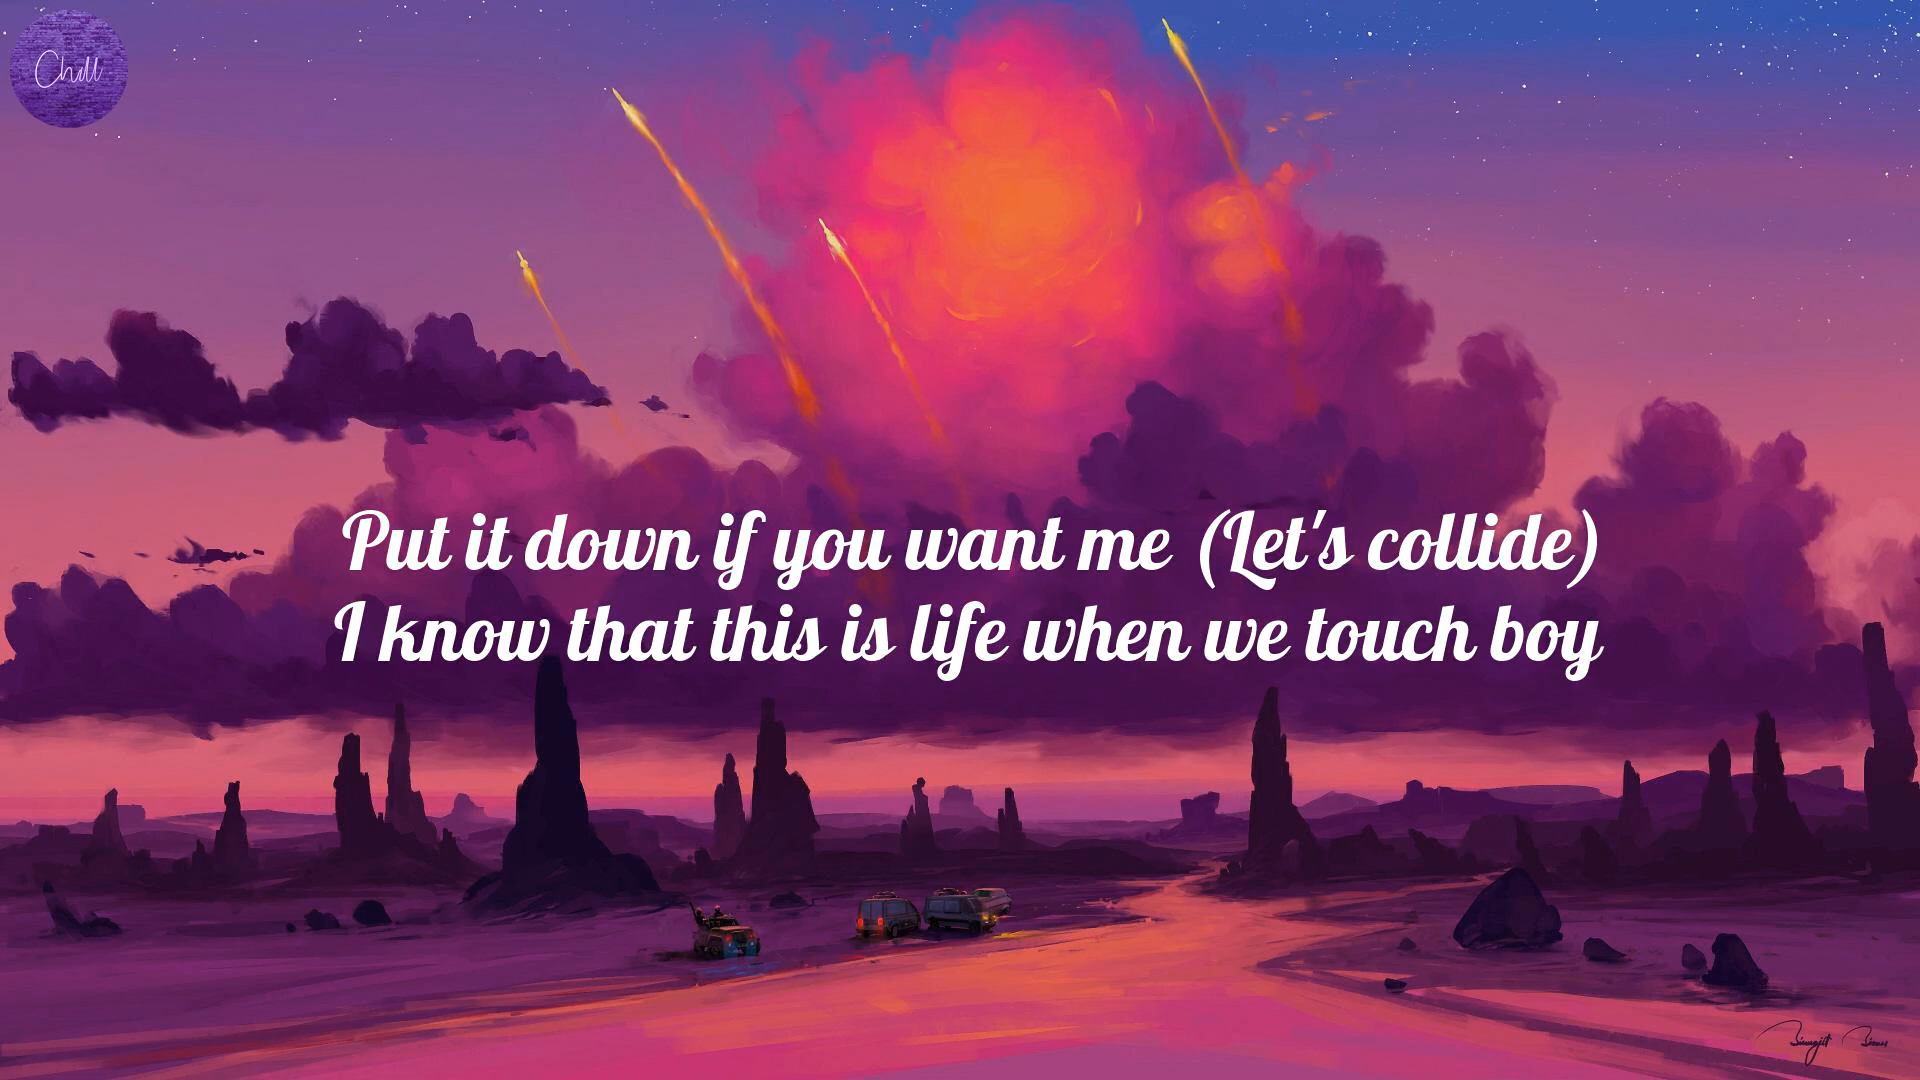 Chill
Put it down if you want me (Let's collide)
I know that this is life when we touch boy